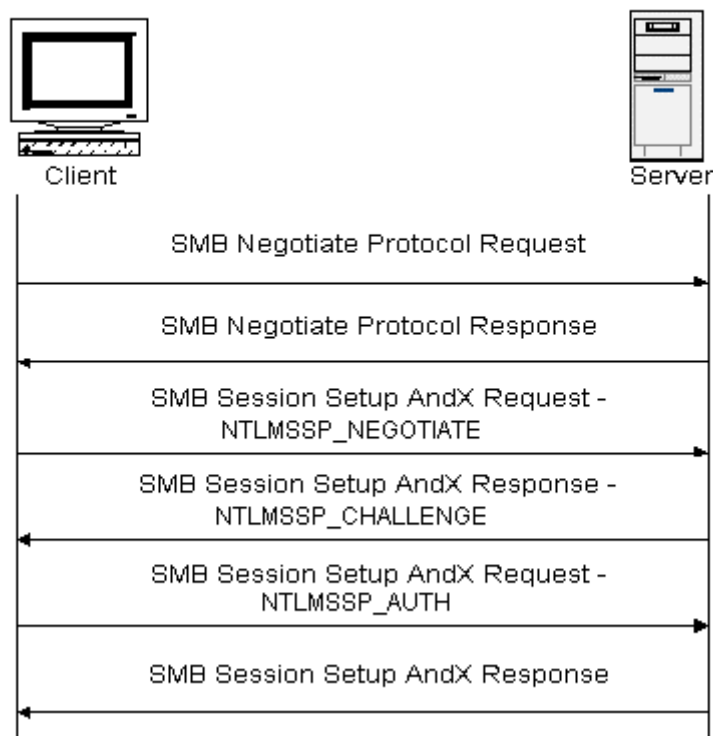 Client
Server
SMB Negotiate Protocol Request
SMB Negotiate Protocol Response
SMB Session Setup AndX Request -
NTLMSSP_NEGOTIATE
SMB Session Setup AndX Response -
NTLMSSP_CHALLENGE
SMB Session Setup AndX Request -
NTLMSSP_AUTH
SMB Session Setup AndX Response